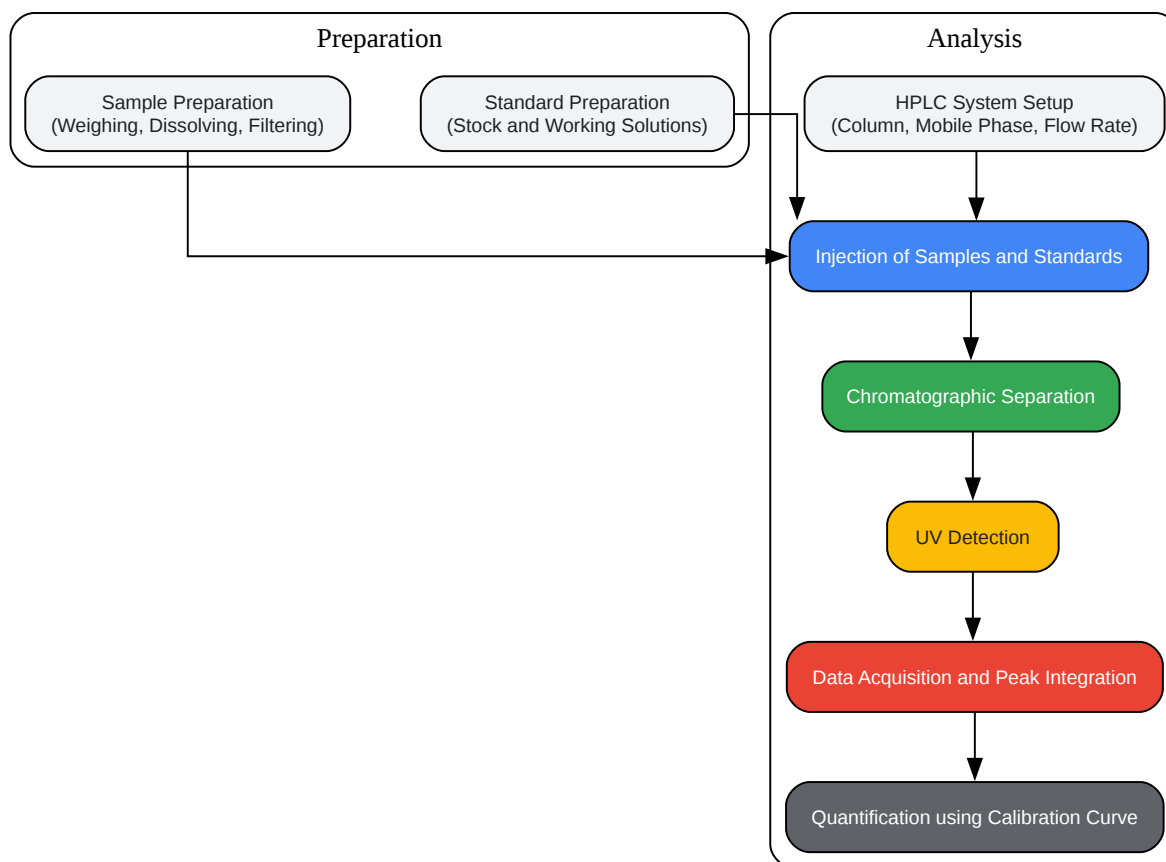 Preparation
Sample Preparation
(Weighing, Dissolving, Filtering)
Standard Preparation
(Stock and Working Solutions)
Analysis
HPLC System Setup
(Column, Mobile Phase, Flow Rate)
Injection of Samples and Standards
Chromatographic Separation
UV Detection
Data Acquisition and Peak Integration
Quantification using Calibration Curve